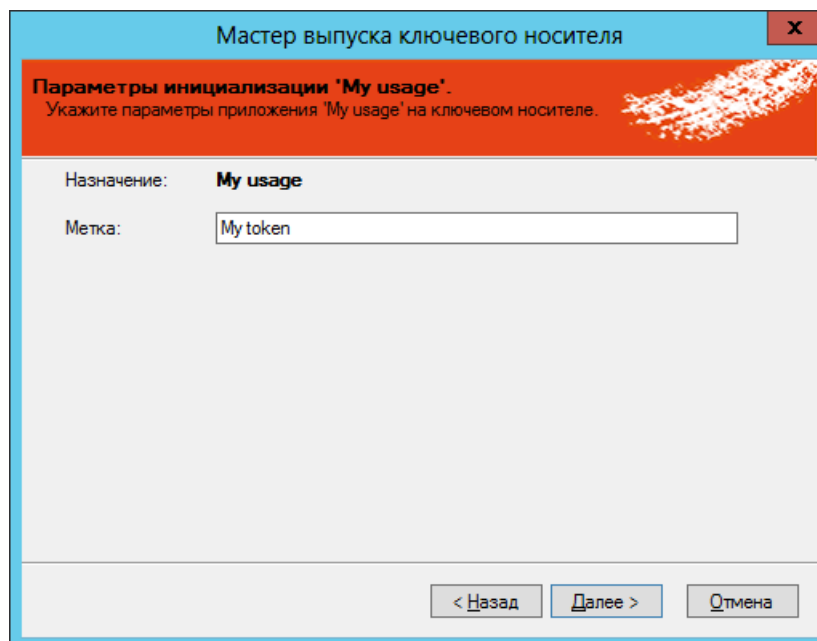 Мастер выпуска ключевого носителя
x
Параметры инициализации 'My usage'.
Укажите параметры приложения 'My usage' на ключевом носителе.
Назначение: My usage
Метка: My token
< Назад Далее > Отмена